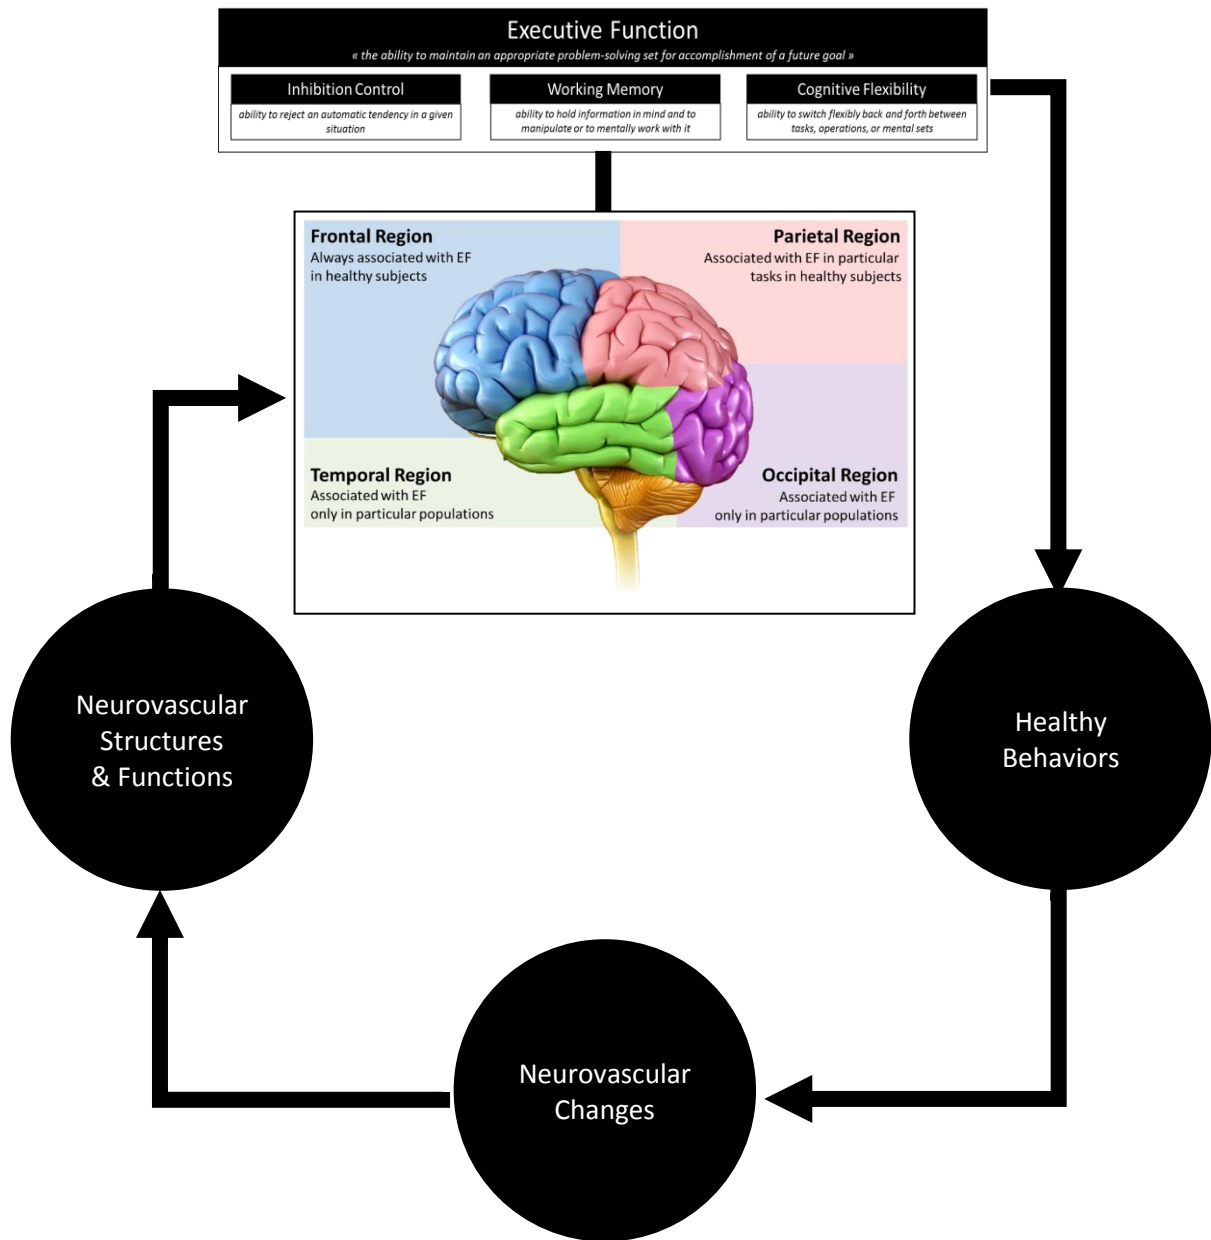 Executive Function
« the ability to maintain an appropriate problem-solving set for accomplishment of a future goal »
Inhibition Control
ability to reject an automatic tendency in a given
situation
Working Memory
ability to hold information in mind and to
manipulate or to mentally work with it
Cognitive Flexibility
ability to switch flexibly back and forth between
tasks, operations, or mental sets
Frontal Region
Always associated with EF
in healthy subjects
Parietal Region
Associated with EF in particular
tasks in healthy subjects
Temporal Region
Associated with EF
only in particular populations
Occipital Region
Associated with EF
only in particular populations
Neurovascular
Structures
& Functions
Healthy
Behaviors
Neurovascular
Changes